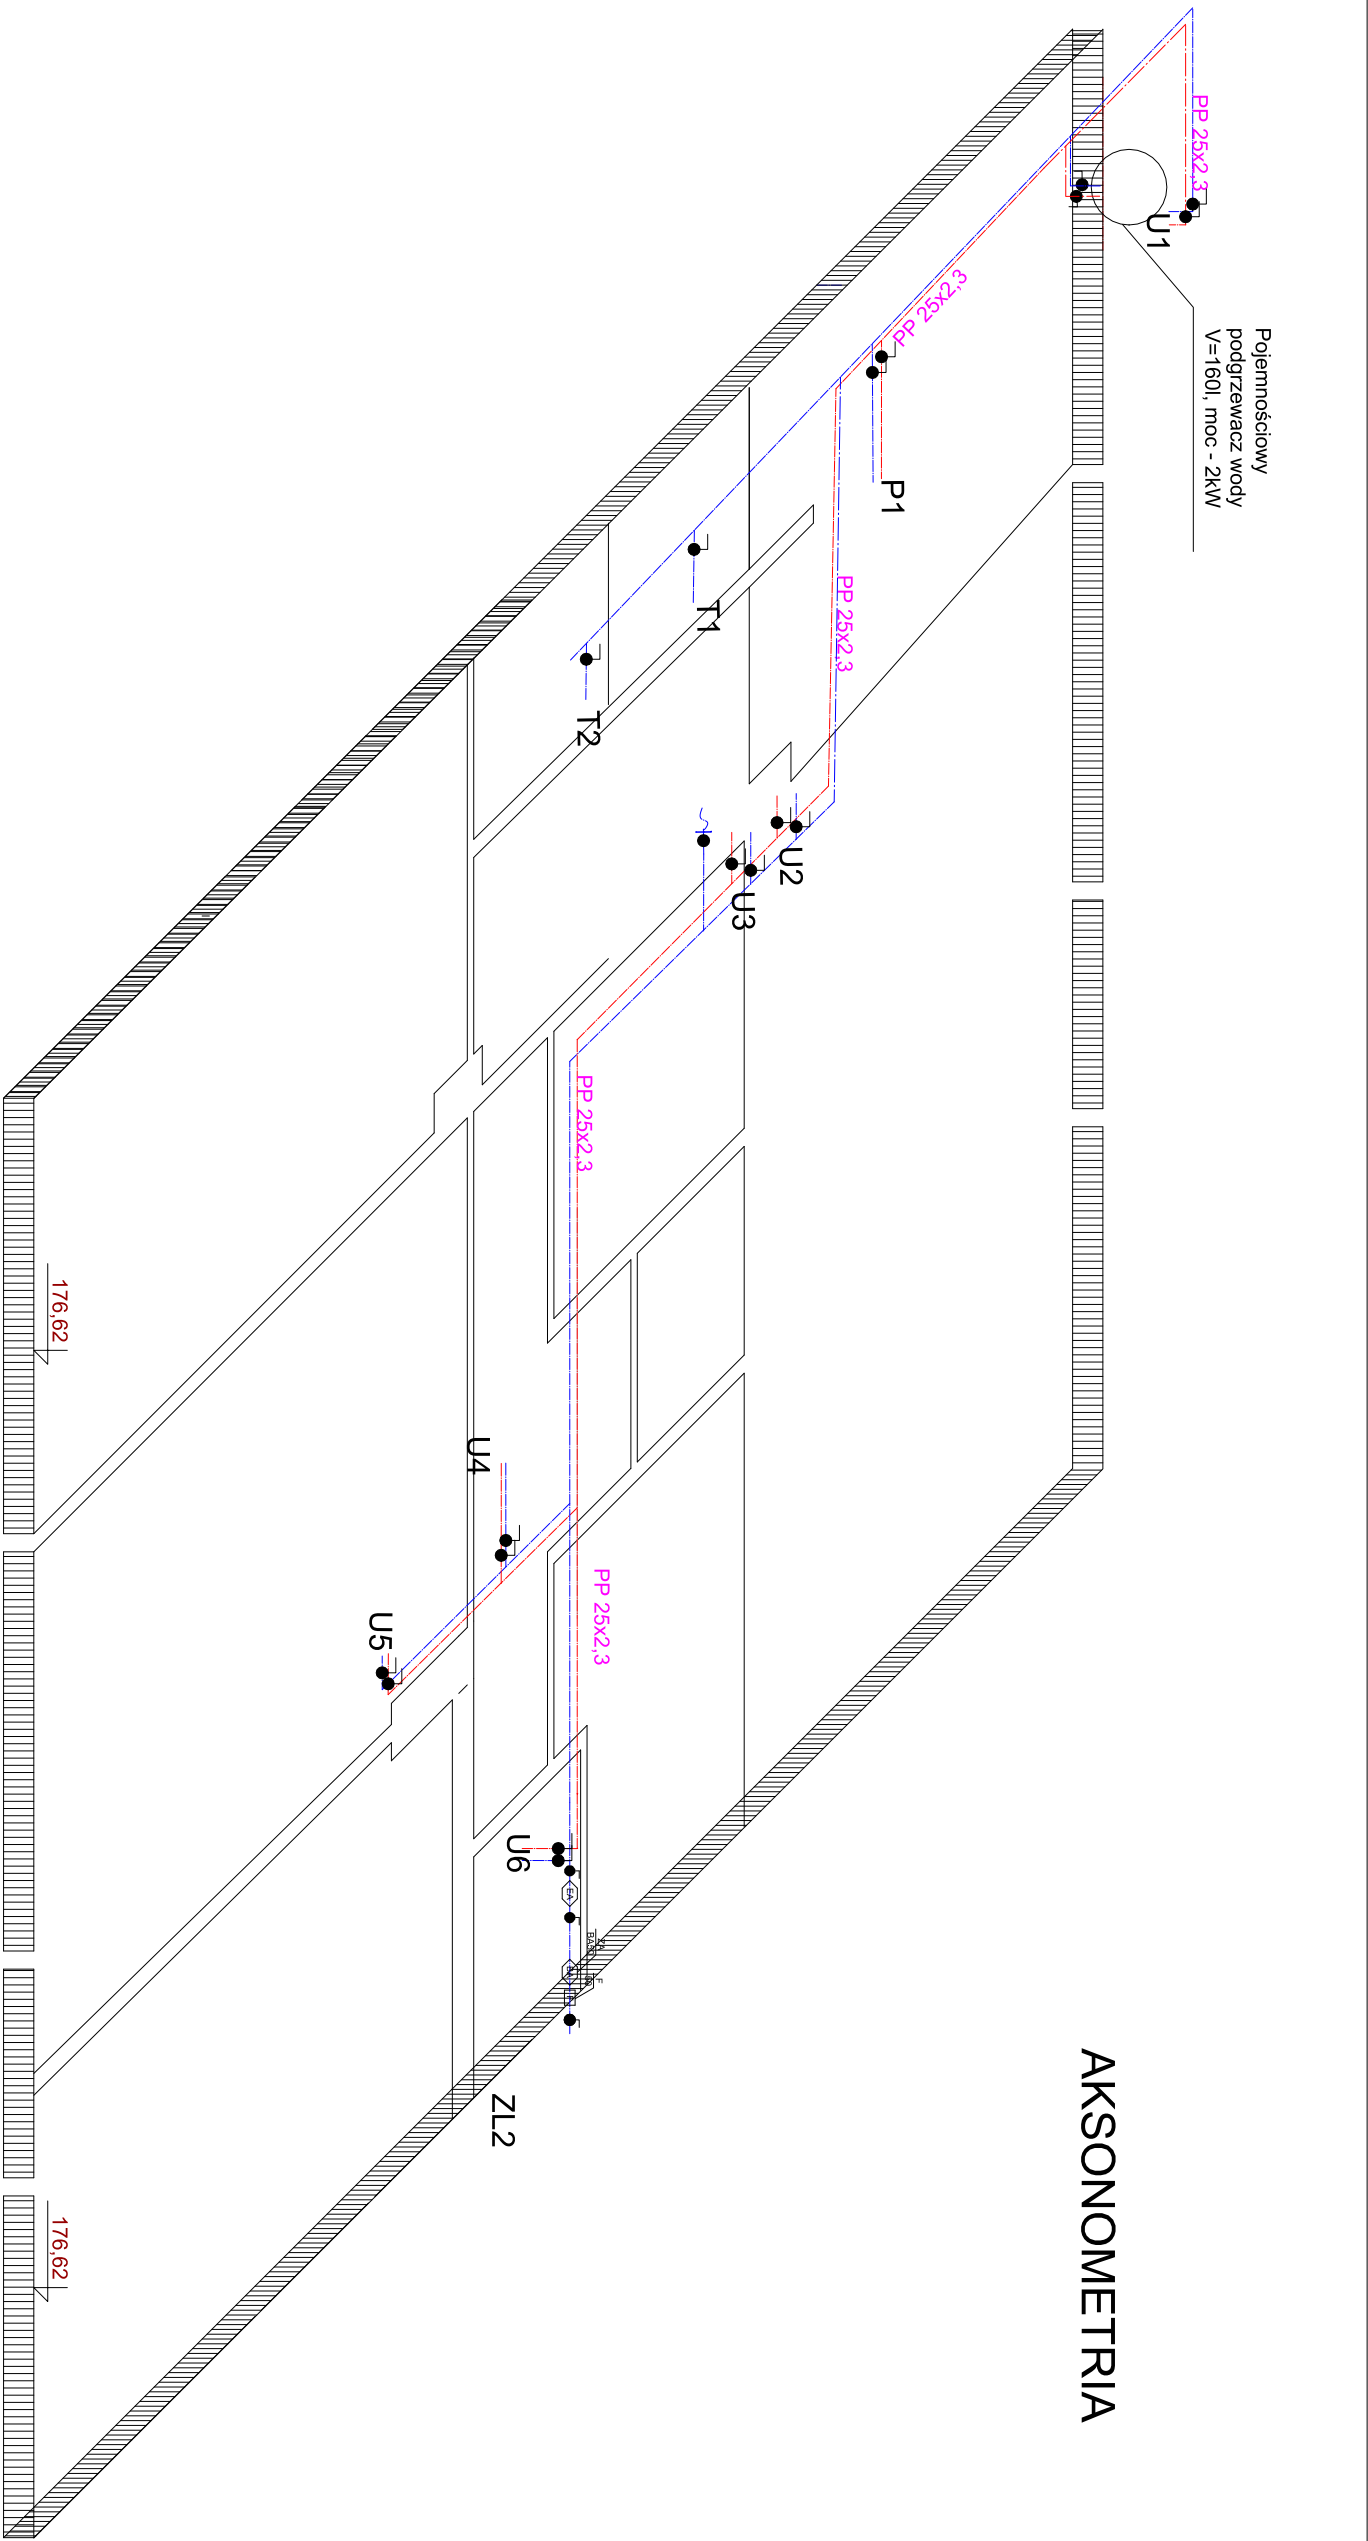 AKSONOMETRIA
Pojemnościowy
podgrzewacz wody
V=160l, moc - 2kW
PP 25x2,3
U1
PP 25x2,3
P1
PP 25x2,3
T1
T2
U2
U3
PP 25x2,3
U4
PP 25x2,3
U5
U6
EA
ZL2
176,62
176,62